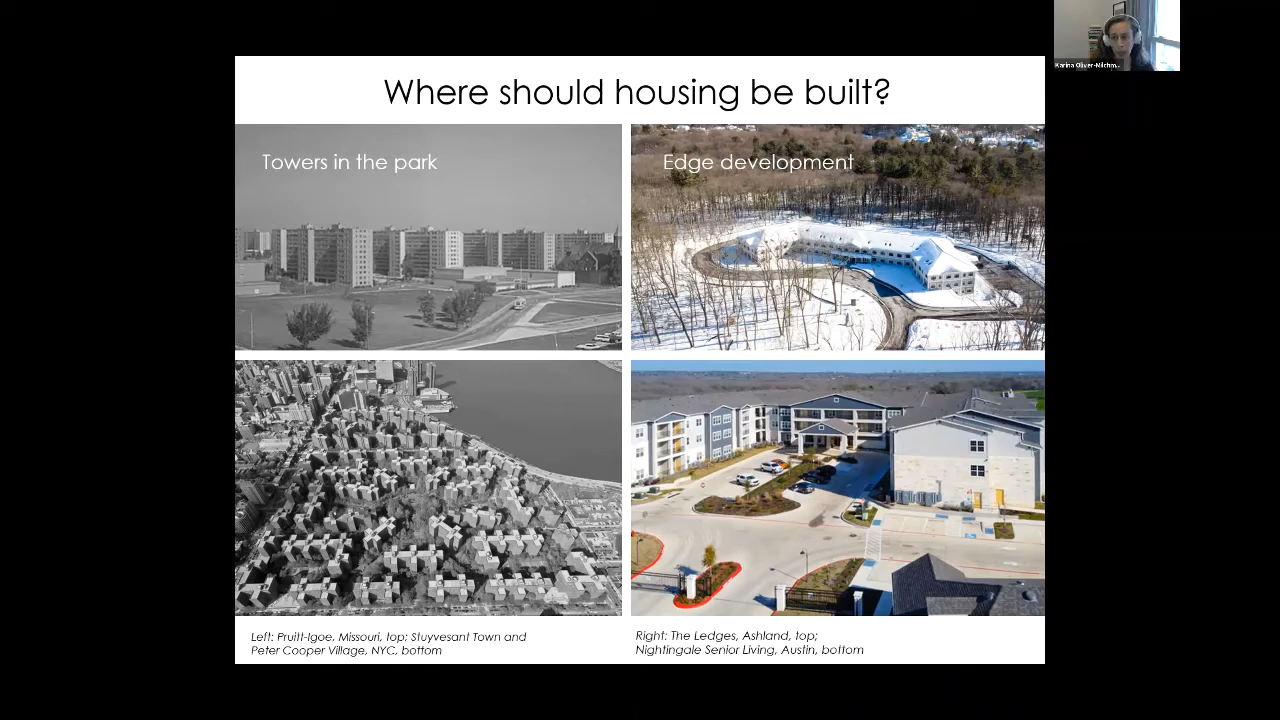 Karina Oliver-Milchm...
Where should housing be built?
Towers in the park
Edge development
Left: Pruitt-Igoe, Missouri, top; Stuyvesant Town and
Peter Cooper Village, NYC, bottom
Right: The Ledges, Ashland, top;
Nightingale Senior Living, Austin, bottom